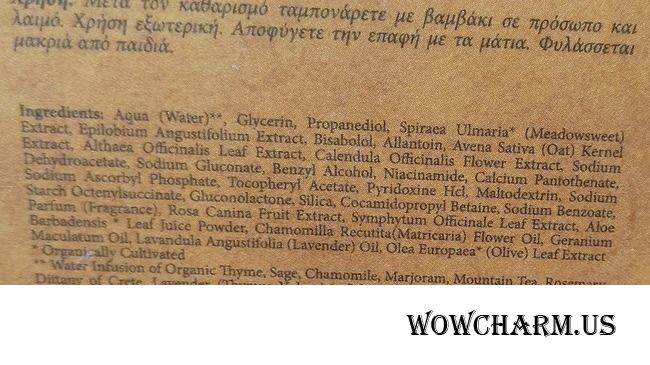 Χρήση: Μετά τον καθαρισμό ταμπονάρετε με βαμβάκι σε πρόσωπο και
λαιμό. Χρήση εξωτερική. Αποφύγετε την επαφή με τα μάτια. Φυλάσσεται
μακριά από παιδιά.
Ingredients: Aqua (Water)**, Glycerin, Propanediol, Spiraea Ulmaria* (Meadowsweet)
Extract, Epilobium Angustifolium Extract, Bisabolol, Allantoin, Avena Sativa (Oat) Kernel
Extract, Althaea Officinalis Leaf Extract, Calendula Officinalis Flower Extract, Sodium
Dehydroacetate, Sodium Gluconate, Benzyl Alcohol, Niacinamide, Calcium Pantothenate,
Sodium Ascorbyl Phosphate, Tocopheryl Acetate, Pyridoxine Hcl, Maltodextrin, Sodium
Starch Octenylsuccinate, Gluconolactone, Silica, Cocamidopropyl Betaine, Sodium Benzoate,
Parfum (Fragrance), Rosa Canina Fruit Extract, Symphytum Officinale Leaf Extract, Aloe
Barbadensis * Leaf Juice Powder, Chamomilla Recutita(Matricaria) Flower Oil, Geranium
Maculatum Oil, Lavandula Angustifolia (Lavender) Oil, Olea Europaea* (Olive) Leaf Extract
* Organically Cultivated
** Water Infusion of Organic Thyme, Sage, Chamomile, Marjoram, Mountain Tea, Rosemary,
Dittany of Crete, Lavender
WOWCHARM.US